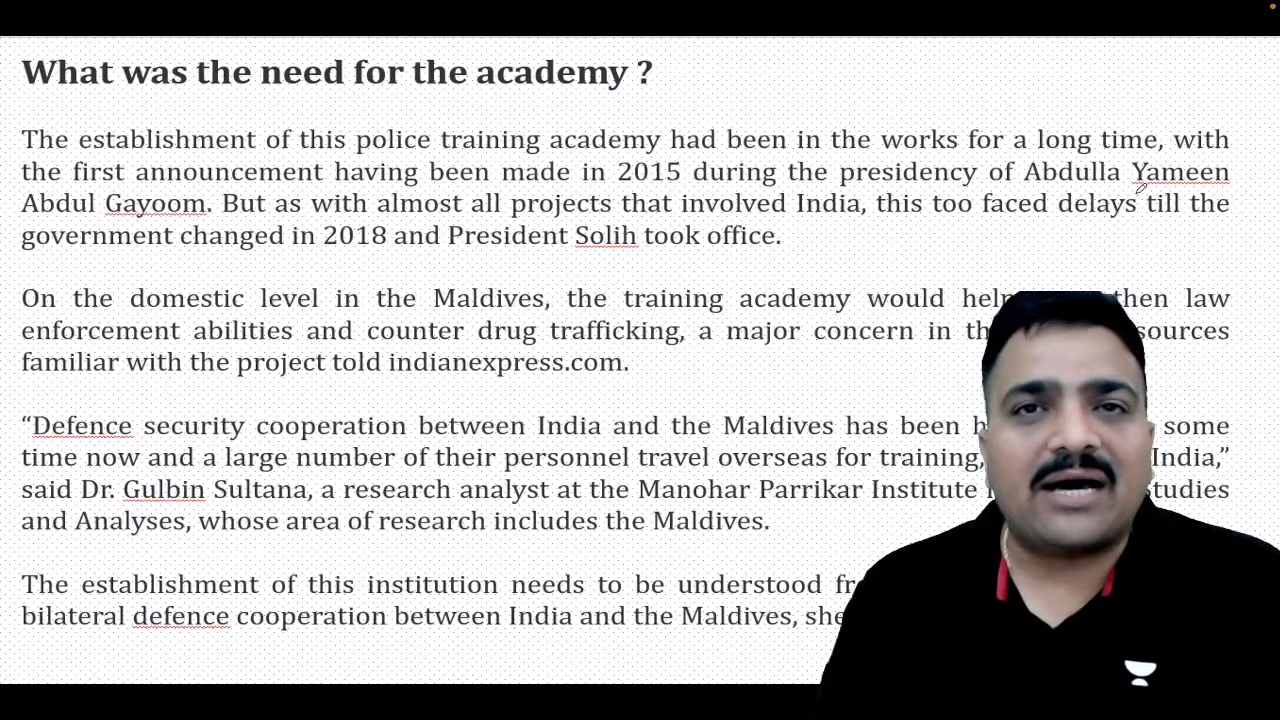 What was the need for the academy ?
The establishment of this police training academy had been in the works for a long time, with
the first announcement having been made in 2015 during the presidency of Abdulla Yameen
Abdul Gayoom. But as with almost all projects that involved India, this too faced delays till the
government changed in 2018 and President Solih took office.
On the domestic level in the Maldives, the training academy would law
enforcement abilities and counter drug trafficking, a major concern in sources
familiar with the project told indianexpress.com.
“Defence security cooperation between India and the Maldives has been some
time now and a large number of their personnel travel overseas for training, India,”
said Dr. Gulbin Sultana, a research analyst at the Manohar Parrikar Institute
and Analyses, whose area of research includes the Maldives.
The establishment of this institution needs to be understood
bilateral defence cooperation between India and the Maldives,